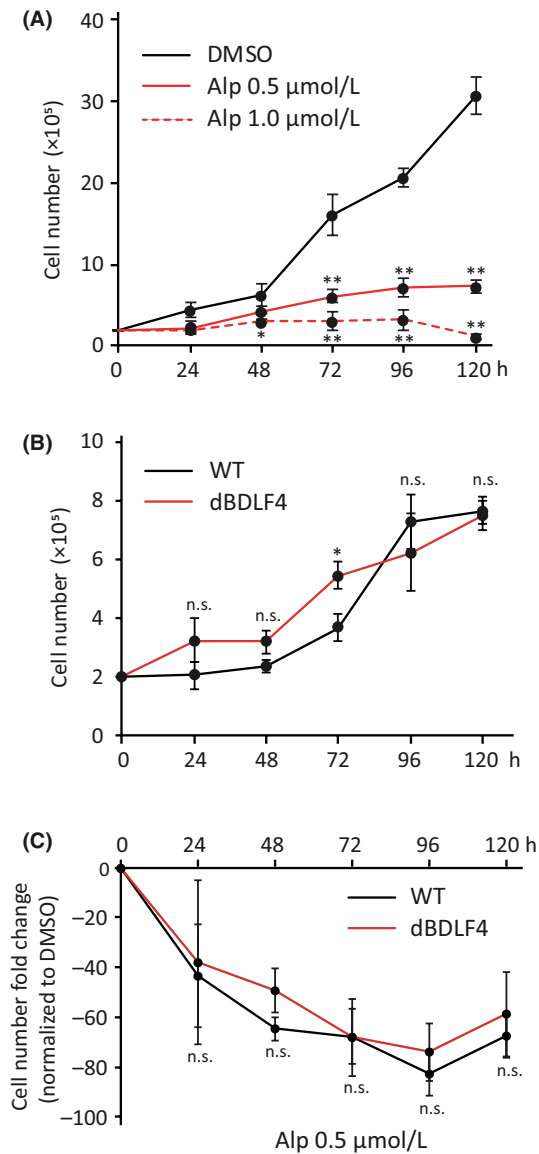 (A)
40
30
20
10
0
Cell number (×10⁵)
DMSO
Alp 0.5 µmol/L
Alp 1.0 µmol/L
** ** **
* ** ** **
0 24 48 72 96 120 h
(B)
10
8
6
4
2
0
Cell number (×10⁵)
WT
dBDLF4
n.s. n.s. * n.s. n.s.
0 24 48 72 96 120 h
(C)
0 24 48 72 96 120 h
0
−20
−40
−60
−80
−100
Cell number fold change
(normalized to DMSO)
WT
dBDLF4
n.s. n.s. n.s. n.s. n.s.
Alp 0.5 µmol/L